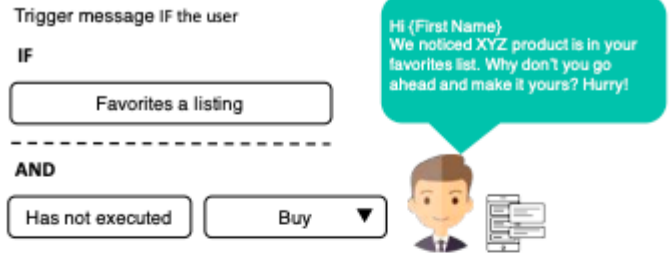 Trigger message IF the user
IF
Favorites a listing
AND
Has not executed
Buy
Hi {First Name}
We noticed XYZ product is in your
favorites list. Why don't you go
ahead and make it yours? Hurry!